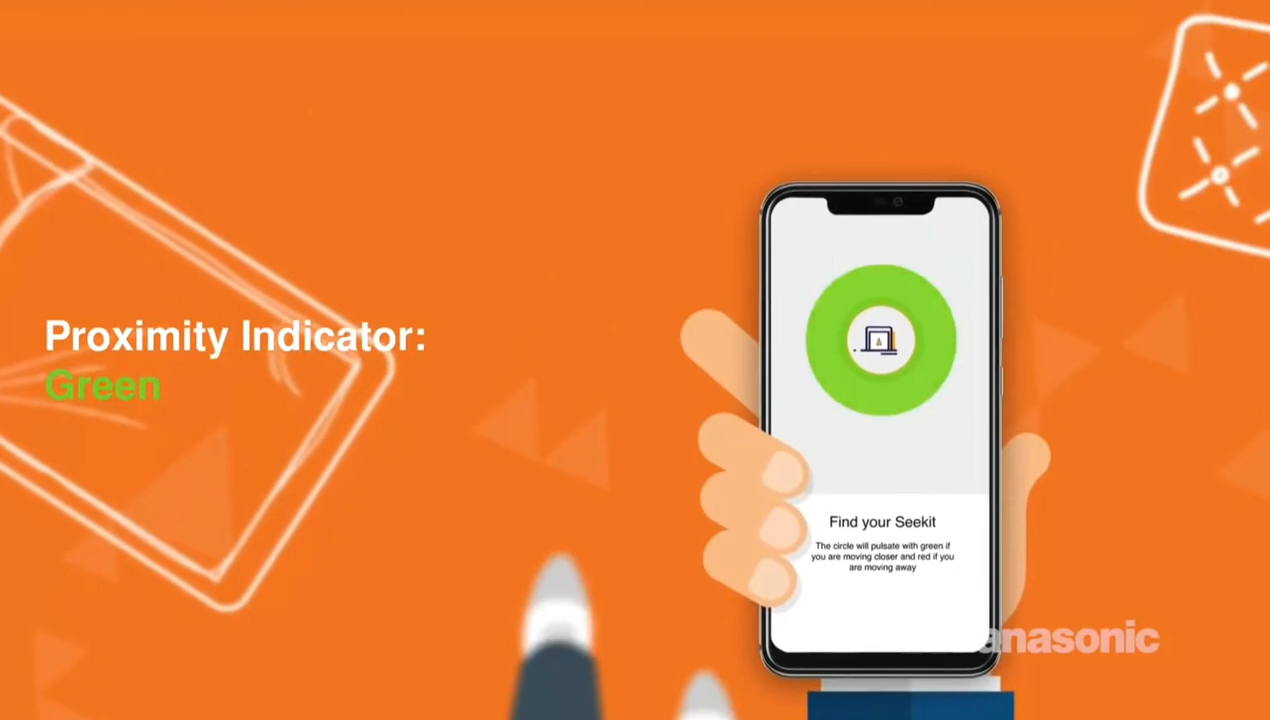 Proximity Indicator:
Green
Find your Seekit
The circle will pulsate with green if
you are moving closer and red if you
are moving away
anasonic